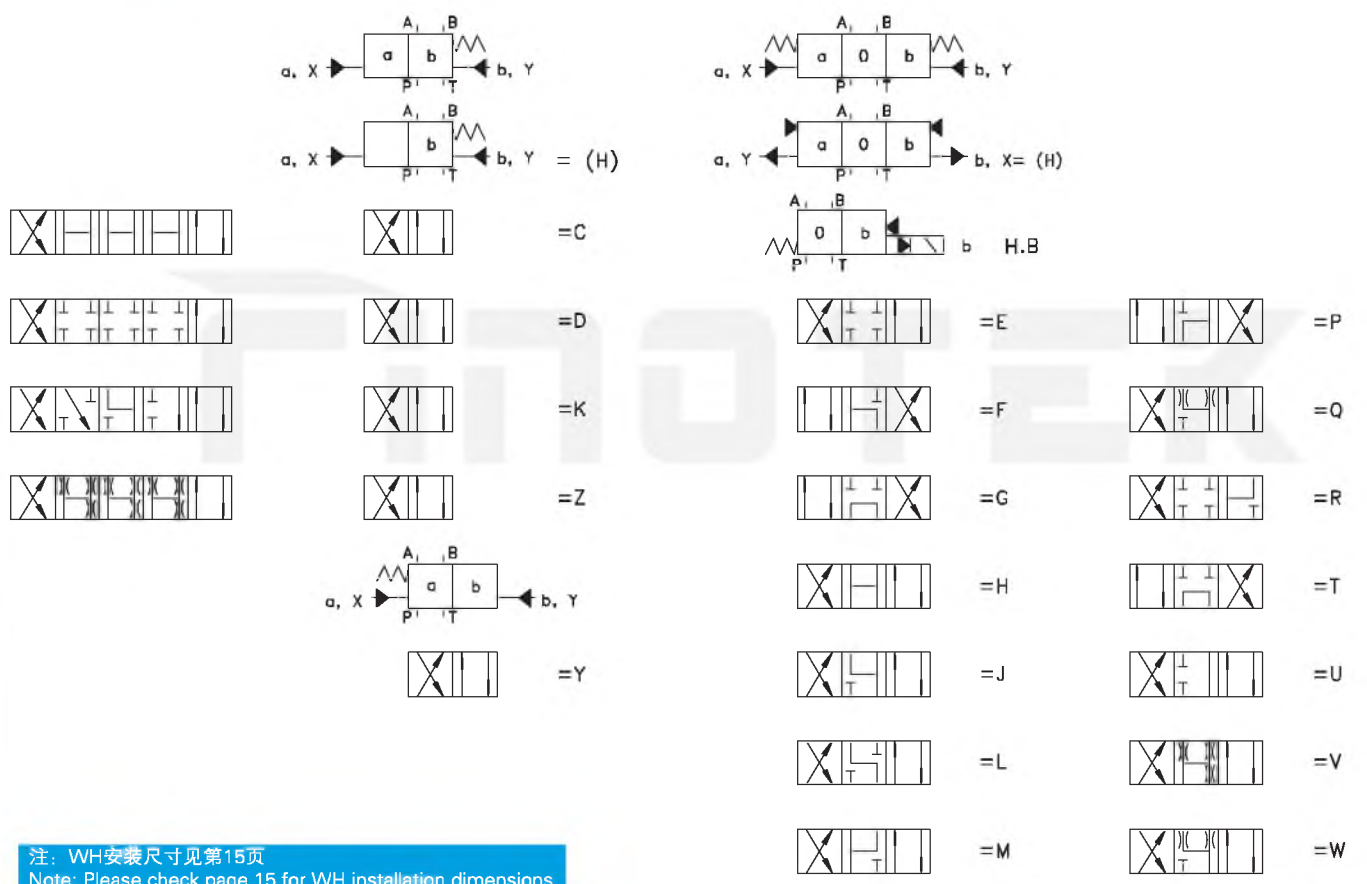 A B
a b
a, X b, Y
P T
A B
a 0 b
a, X b, Y
P T
A B
b
a, X b, Y = (H)
P T
A B
a 0 b
a, Y b, X= (H)
P T
=C
A B
0 b
b H.B
P T
=D
=E
=P
=K
=F
=Q
=Z
=G
=R
A B
a b
a, X b, Y
P T
=H
=T
=Y
=J
=U
=L
=V
=M
=W
注：WH安装尺寸见第15页
Note: Please check page 15 for WH installation dimensions
FINOTEK